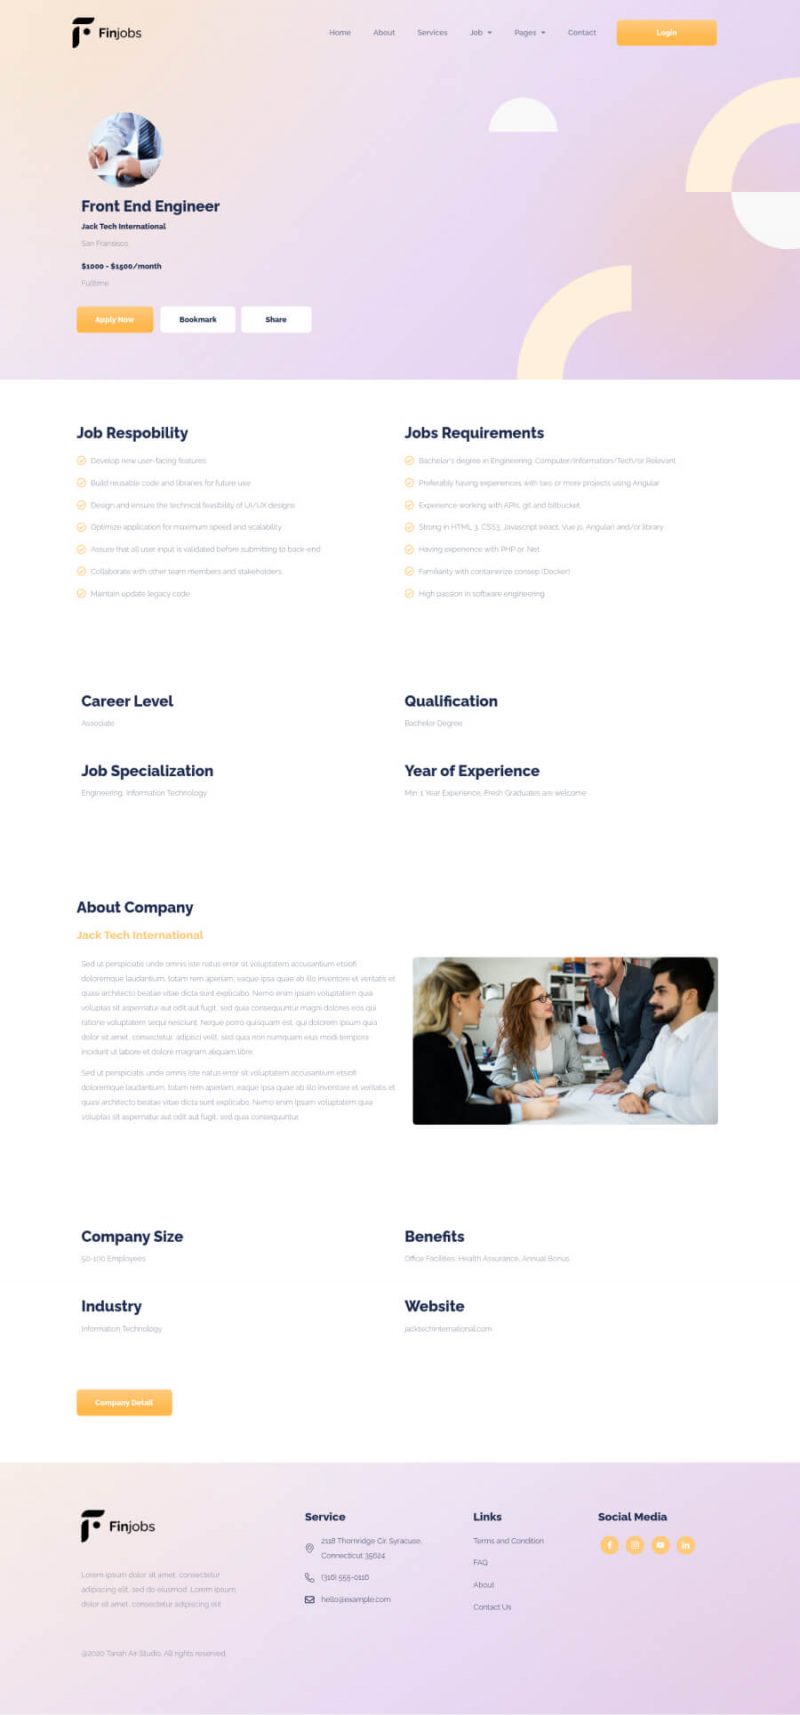 Finjobs
Home About Services Job Pages Contact Login
Front End Engineer
Jack Tech International
San Fransisco
$1000 - $1500/month
Fulltime
Apply Now Bookmark Share
Job Respobility
Develop new user-facing features
Build reusable code and libraries for future use
Design and ensure the technical feasibility of UI/UX designs
Optimize application for maximum speed and scalability
Assure that all user input is validated before submitting to back-end
Collaborate with other team members and stakeholders
Maintain update legacy code
Jobs Requirements
Bachelor's degree in Engineering: Computer/Information/Tech/or Relevant
Preferably having experiences with two or more projects using Angular
Experience working with APIs, git and bitbucket
Strong in HTML 3, CSS3, Javascript (react, Vue js, Angular) and/or library
Having experience with PHP or .Net
Familiarity with containerize consep (Docker)
High passion in software engineering
Career Level
Associate
Qualification
Bachelor Degree
Job Specialization
Engineering, Information Technology
Year of Experience
Min. 1 Year Experience, Fresh Graduates are welcome
About Company
Jack Tech International
Sed ut perspiciatis unde omnis iste natus error sit voluptatem accusantium etsiofi
doloremque laudantium, totam rem aperiam, eaque ipsa quae ab illo inventore et veritatis et
quasi architecto beatae vitae dicta sunt explicabo. Nemo enim ipsam voluptatem quia
voluptas sit aspernatur aut odit aut fugit, sed quia consequuntur magni dolores eos qui
ratione voluptatem sequi nesciunt. Neque porro quisquam est, qui dolorem ipsum quia
dolor sit amet, consectetur, adipisci velit, sed quia non numquam eius modi tempora
incidunt ut labore et dolore magnam aliquam libre.
Sed ut perspiciatis unde omnis iste natus error sit voluptatem accusantium etsiofi
doloremque laudantium, totam rem aperiam, eaque ipsa quae ab illo inventore et veritatis et
quasi architecto beatae vitae dicta sunt explicabo. Nemo enim ipsam voluptatem quia
voluptas sit aspernatur aut odit aut fugit, sed quia consequuntur.
Company Size
50-100 Employees
Benefits
Office Facilities, Health Assurance, Annual Bonus
Industry
Information Technology
Website
jacktechinternational.com
Company Detail
Finjobs
Lorem ipsum dolor sit amet, consectetur
adipiscing elit, sed do eiusmod. Lorem ipsum
dolor sit amet, consectetur adipiscing elit
@2020 Tanah Air Studio, All rights reserved.
Service
2118 Thornridge Cir. Syracuse,
Connecticut 35624
(316) 555-0116
hello@example.com
Links
Terms and Condition
FAQ
About
Contact Us
Social Media